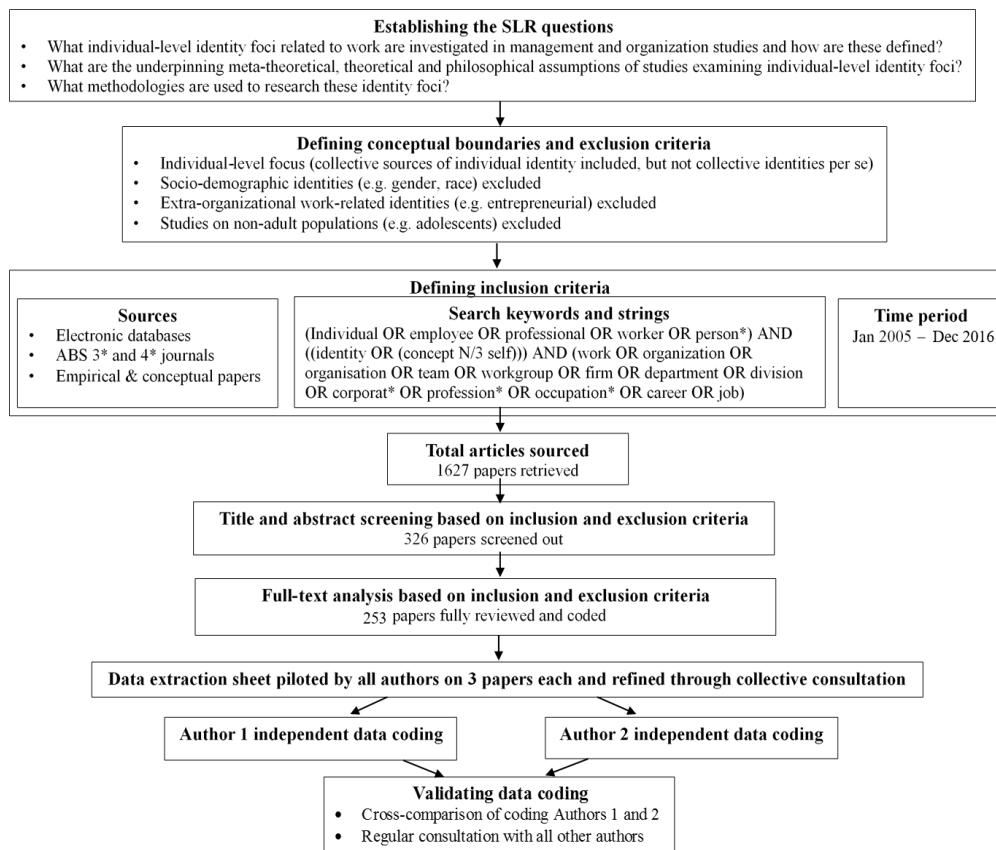 Establishing the SLR questions
• What individual-level identity foci related to work are investigated in management and organization studies and how are these defined?
• What are the underpinning meta-theoretical, theoretical and philosophical assumptions of studies examining individual-level identity foci?
• What methodologies are used to research these identity foci?
Defining conceptual boundaries and exclusion criteria
• Individual-level focus (collective sources of individual identity included, but not collective identities per se)
• Socio-demographic identities (e.g. gender, race) excluded
• Extra-organizational work-related identities (e.g. entrepreneurial) excluded
• Studies on non-adult populations (e.g. adolescents) excluded
Defining inclusion criteria
Sources
• Electronic databases
• ABS 3* and 4* journals
• Empirical & conceptual papers
Search keywords and strings
(Individual OR employee OR professional OR worker OR person*) AND
((identity OR (concept N/3 self))) AND (work OR organization OR
organisation OR team OR workgroup OR firm OR department OR division
OR corporat* OR profession* OR occupation* OR career OR job)
Time period
Jan 2005 – Dec 2016
Total articles sourced
1627 papers retrieved
Title and abstract screening based on inclusion and exclusion criteria
326 papers screened out
Full-text analysis based on inclusion and exclusion criteria
253 papers fully reviewed and coded
Data extraction sheet piloted by all authors on 3 papers each and refined through collective consultation
Author 1 independent data coding
Author 2 independent data coding
Validating data coding
• Cross-comparison of coding Authors 1 and 2
• Regular consultation with all other authors